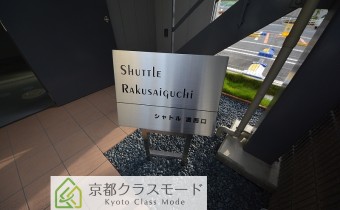 Shuttle
Rakusaiguchi
シャトル 洛西口
京都クラスモード
Kyoto Class Mode